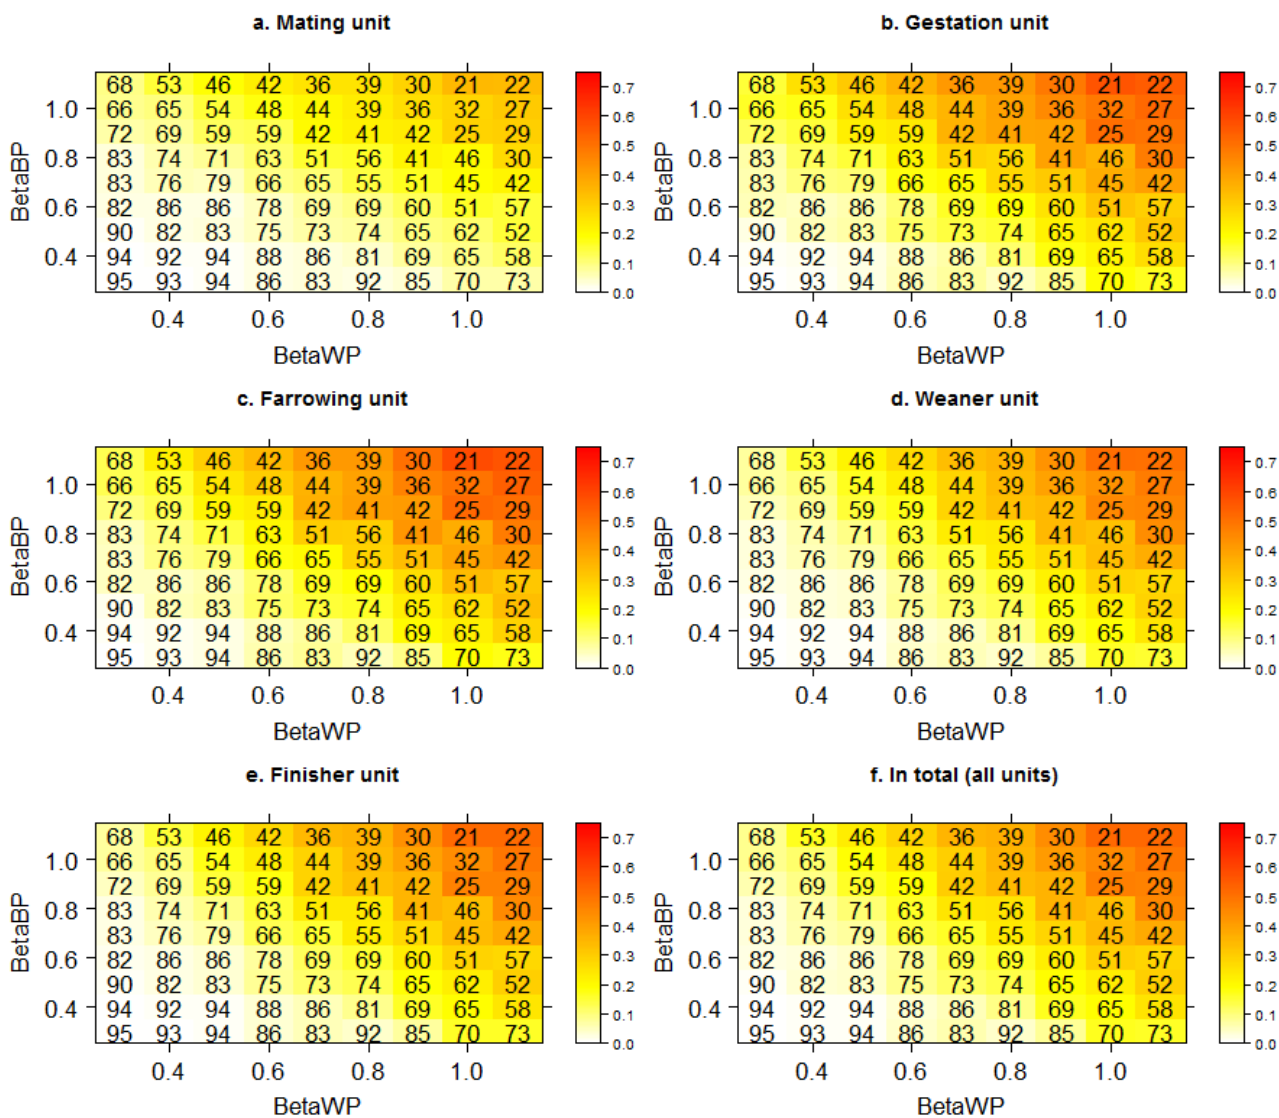 a. Mating unit
68 53 46 42 36 39 30 21 22
66 65 54 48 44 39 36 32 27
72 69 59 59 42 41 42 25 29
83 74 71 63 51 56 41 46 30
83 76 79 66 65 55 51 45 42
82 86 86 78 69 69 60 51 57
90 82 83 75 73 74 65 62 52
94 92 94 88 86 81 69 65 58
95 93 94 86 83 92 85 70 73
1.0
0.8
0.6
0.4
BetaBP
0.4 0.6 0.8 1.0
BetaWP
0.7
0.6
0.5
0.4
0.3
0.2
0.1
0.0
b. Gestation unit
68 53 46 42 36 39 30 21 22
66 65 54 48 44 39 36 32 27
72 69 59 59 42 41 42 25 29
83 74 71 63 51 56 41 46 30
83 76 79 66 65 55 51 45 42
82 86 86 78 69 69 60 51 57
90 82 83 75 73 74 65 62 52
94 92 94 88 86 81 69 65 58
95 93 94 86 83 92 85 70 73
1.0
0.8
0.6
0.4
BetaBP
0.4 0.6 0.8 1.0
BetaWP
0.7
0.6
0.5
0.4
0.3
0.2
0.1
0.0
c. Farrowing unit
68 53 46 42 36 39 30 21 22
66 65 54 48 44 39 36 32 27
72 69 59 59 42 41 42 25 29
83 74 71 63 51 56 41 46 30
83 76 79 66 65 55 51 45 42
82 86 86 78 69 69 60 51 57
90 82 83 75 73 74 65 62 52
94 92 94 88 86 81 69 65 58
95 93 94 86 83 92 85 70 73
1.0
0.8
0.6
0.4
BetaBP
0.4 0.6 0.8 1.0
BetaWP
0.7
0.6
0.5
0.4
0.3
0.2
0.1
0.0
d. Weaner unit
68 53 46 42 36 39 30 21 22
66 65 54 48 44 39 36 32 27
72 69 59 59 42 41 42 25 29
83 74 71 63 51 56 41 46 30
83 76 79 66 65 55 51 45 42
82 86 86 78 69 69 60 51 57
90 82 83 75 73 74 65 62 52
94 92 94 88 86 81 69 65 58
95 93 94 86 83 92 85 70 73
1.0
0.8
0.6
0.4
BetaBP
0.4 0.6 0.8 1.0
BetaWP
0.7
0.6
0.5
0.4
0.3
0.2
0.1
0.0
e. Finisher unit
68 53 46 42 36 39 30 21 22
66 65 54 48 44 39 36 32 27
72 69 59 59 42 41 42 25 29
83 74 71 63 51 56 41 46 30
83 76 79 66 65 55 51 45 42
82 86 86 78 69 69 60 51 57
90 82 83 75 73 74 65 62 52
94 92 94 88 86 81 69 65 58
95 93 94 86 83 92 85 70 73
1.0
0.8
0.6
0.4
BetaBP
0.4 0.6 0.8 1.0
BetaWP
0.7
0.6
0.5
0.4
0.3
0.2
0.1
0.0
f. In total (all units)
68 53 46 42 36 39 30 21 22
66 65 54 48 44 39 36 32 27
72 69 59 59 42 41 42 25 29
83 74 71 63 51 56 41 46 30
83 76 79 66 65 55 51 45 42
82 86 86 78 69 69 60 51 57
90 82 83 75 73 74 65 62 52
94 92 94 88 86 81 69 65 58
95 93 94 86 83 92 85 70 73
1.0
0.8
0.6
0.4
BetaBP
0.4 0.6 0.8 1.0
BetaWP
0.7
0.6
0.5
0.4
0.3
0.2
0.1
0.0